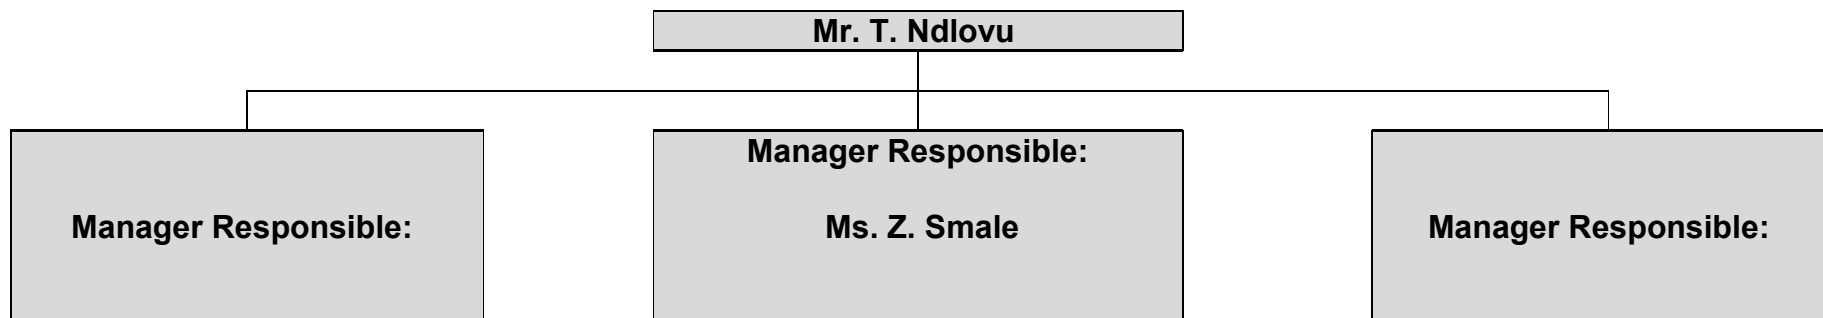 Mr. T. Ndlovu
Manager Responsible:
Manager Responsible:
Ms. Z. Smale
Manager Responsible: